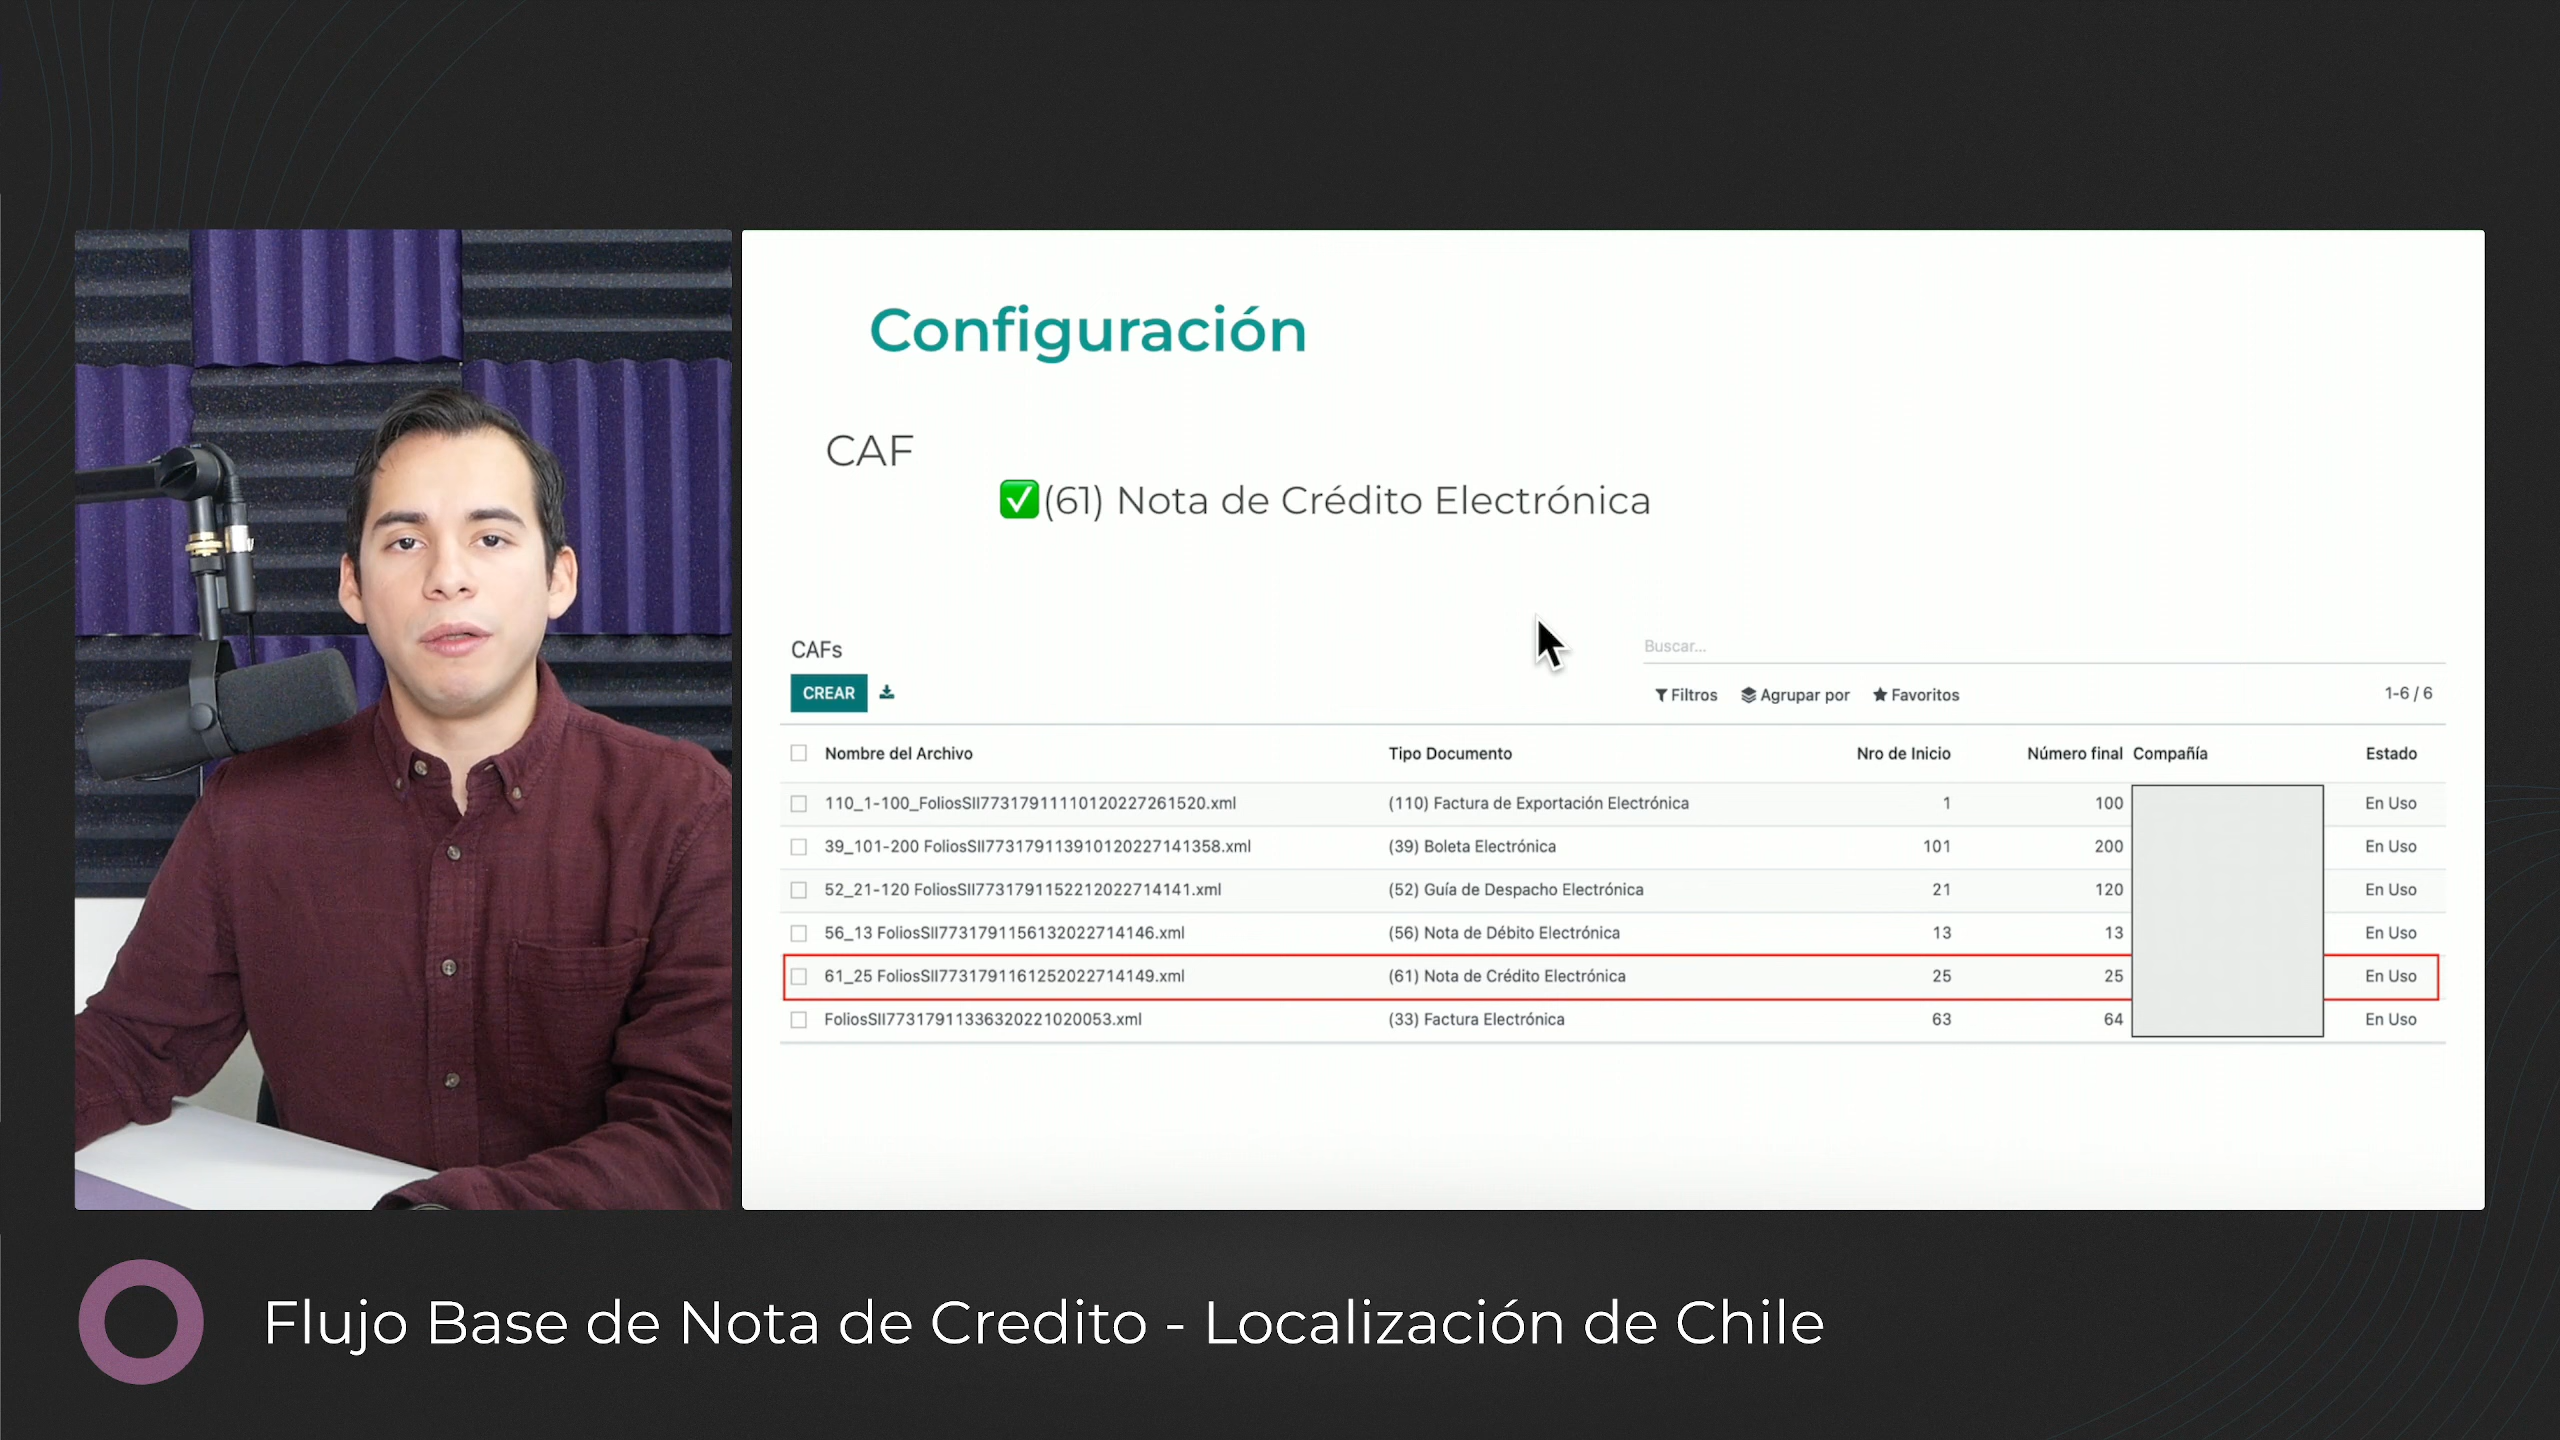 Configuración
CAF
✅(61) Nota de Crédito Electrónica
CAFs
Buscar...
CREAR
Filtros Agrupar por Favoritos 1-6 / 6
Nombre del Archivo Tipo Documento Nro de Inicio Número final Compañía Estado
110_1-100_FoliosSII77317911110120227261520.xml (110) Factura de Exportación Electrónica 1 100 En Uso
39_101-200 FoliosSII773179113910120227141358.xml (39) Boleta Electrónica 101 200 En Uso
52_21-120 FoliosSII7731791152212022714141.xml (52) Guía de Despacho Electrónica 21 120 En Uso
56_13 FoliosSII7731791156132022714146.xml (56) Nota de Débito Electrónica 13 13 En Uso
61_25 FoliosSII7731791161252022714149.xml (61) Nota de Crédito Electrónica 25 25 En Uso
FoliosSII77317911336320221020053.xml (33) Factura Electrónica 63 64 En Uso
Flujo Base de Nota de Credito - Localización de Chile